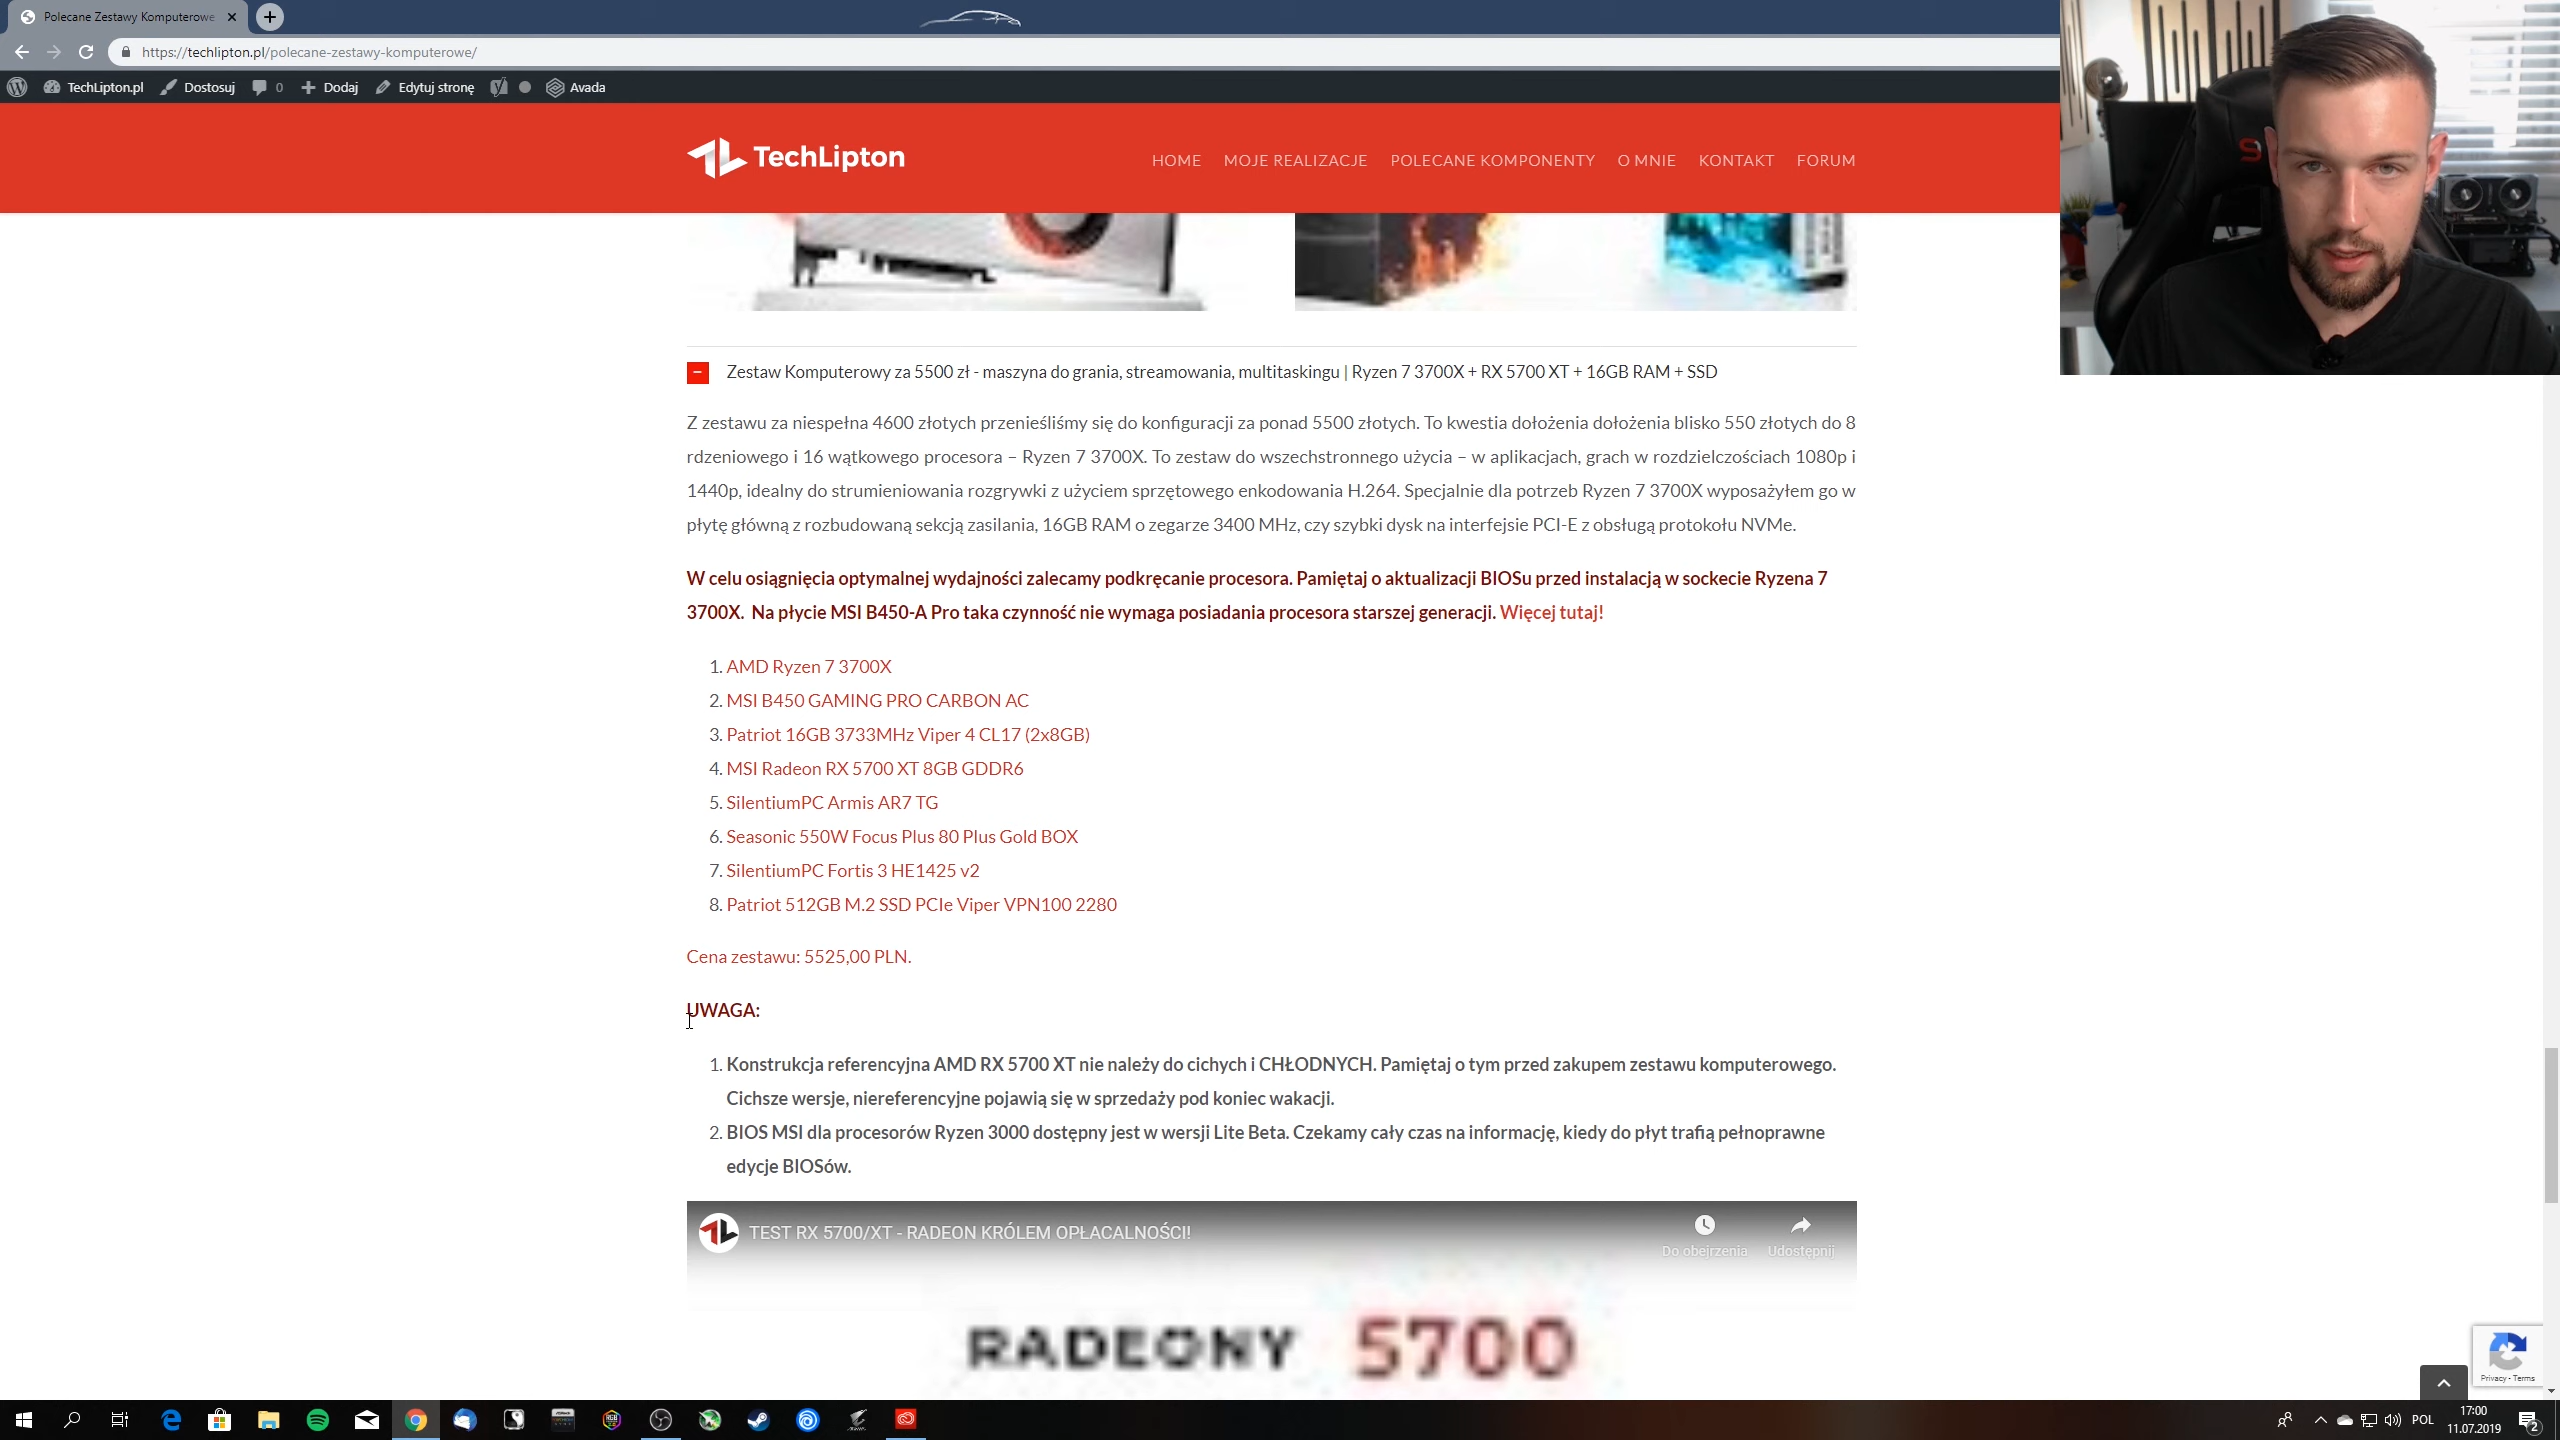 Polecane Zestawy Komputerowe
https://techlipton.pl/polecane-zestawy-komputerowe/
TechLipton.pl Dostosuj 0 Dodaj Edytuj stronę Avada
TechLipton HOME MOJE REALIZACJE POLECANE KOMPONENTY O MNIE KONTAKT FORUM
Zestaw Komputerowy za 5500 zł - maszyna do grania, streamowania, multitaskingu | Ryzen 7 3700X + RX 5700 XT + 16GB RAM + SSD
Z zestawu za niespełna 4600 złotych przenieśliśmy się do konfiguracji za ponad 5500 złotych. To kwestia dołożenia dołożenia blisko 550 złotych do 8
rdzeniowego i 16 wątkowego procesora – Ryzen 7 3700X. To zestaw do wszechstronnego użycia – w aplikacjach, grach w rozdzielczościach 1080p i
1440p, idealny do strumieniowania rozgrywki z użyciem sprzętowego enkodowania H.264. Specjalnie dla potrzeb Ryzen 7 3700X wyposażyłem go w
płytę główną z rozbudowaną sekcją zasilania, 16GB RAM o zegarze 3400 MHz, czy szybki dysk na interfejsie PCI-E z obsługą protokołu NVMe.
W celu osiągnięcia optymalnej wydajności zalecamy podkręcanie procesora. Pamiętaj o aktualizacji BIOSu przed instalacją w sockecie Ryzena 7
3700X. Na płycie MSI B450-A Pro taka czynność nie wymaga posiadania procesora starszej generacji. Więcej tutaj!
1. AMD Ryzen 7 3700X
2. MSI B450 GAMING PRO CARBON AC
3. Patriot 16GB 3733MHz Viper 4 CL17 (2x8GB)
4. MSI Radeon RX 5700 XT 8GB GDDR6
5. SilentiumPC Armis AR7 TG
6. Seasonic 550W Focus Plus 80 Plus Gold BOX
7. SilentiumPC Fortis 3 HE1425 v2
8. Patriot 512GB M.2 SSD PCIe Viper VPN100 2280
Cena zestawu: 5525,00 PLN.
UWAGA:
1. Konstrukcja referencyjna AMD RX 5700 XT nie należy do cichych i CHŁODNYCH. Pamiętaj o tym przed zakupem zestawu komputerowego.
Cichsze wersje, niereferencyjne pojawią się w sprzedaży pod koniec wakacji.
2. BIOS MSI dla procesorów Ryzen 3000 dostępny jest w wersji Lite Beta. Czekamy cały czas na informację, kiedy do płyt trafią pełnoprawne
edycje BIOSów.
TEST RX 5700/XT - RADEON KRÓLEM OPŁACALNOŚCI!
Do obejrzenia Udostępnij
RADEONY 5700
Privacy - Terms
POL
17:00
11.07.2019
2